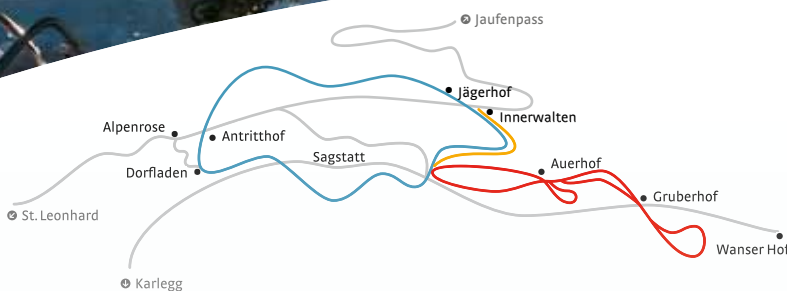 Jaufenpass
Jägerhof
Innerwalten
Alpenrose
Antritthof
Sagstatt
Dorfladen
Auerhof
Gruberhof
St. Leonhard
Wanser Hof
Karlegg